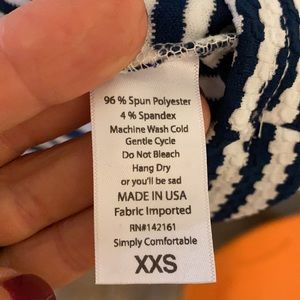 96 % Spun Polyester
4 % Spandex
Machine Wash Cold
Gentle Cycle
Do Not Bleach
Hang Dry
or you'll be sad
MADE IN USA
Fabric Imported
RN#142161
Simply Comfortable
XXS